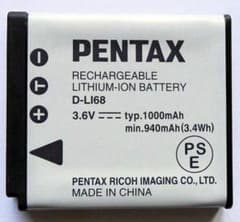 PENTAX
RECHARGEABLE
LITHIUM-ION BATTERY
D-LI68
3.6V⎓ typ.1000mAh
min.940mAh(3.4Wh)
PS
E
PENTAX RICOH IMAGING CO., LTD.
MADE IN CHINA